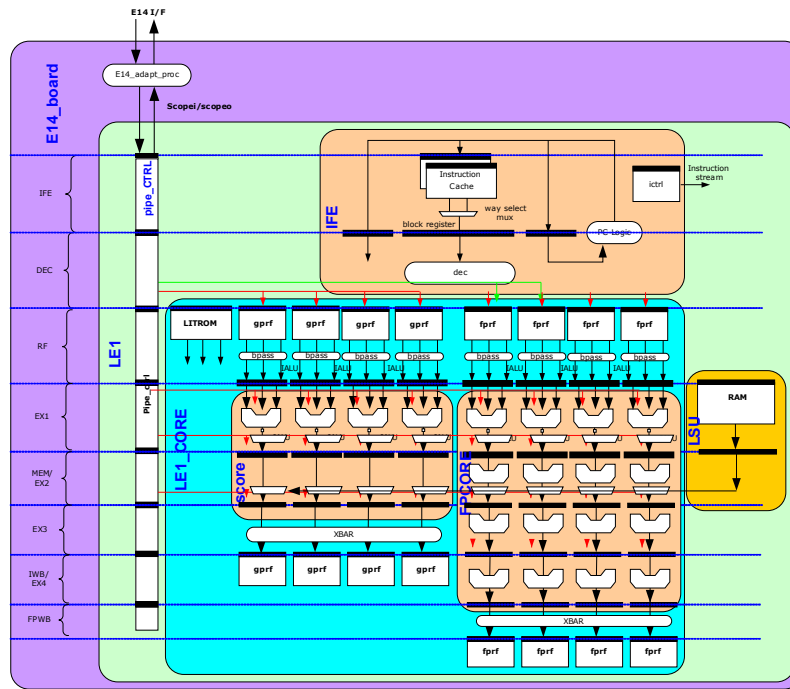 E14 I/F
E14_adapt_proc
Scopei/scopeo
E14_board
LE1
pipe_CTRL
Pipe_ctrl
IFE
DEC
RF
EX1
MEM/
EX2
EX3
IWB/
EX4
FPWB
IFE
Instruction
Cache
way select
mux
block register
PC Logic
dec
ictrl
Instruction
stream
LE1_CORE
LITROM
gprf
gprf
gprf
gprf
fprf
fprf
fprf
fprf
bpass
bpass
bpass
bpass
bpass
bpass
bpass
bpass
IALU
IALU
IALU
IALU
score
FPCORE
LSU
RAM
XBAR
gprf
gprf
gprf
gprf
XBAR
fprf
fprf
fprf
fprf